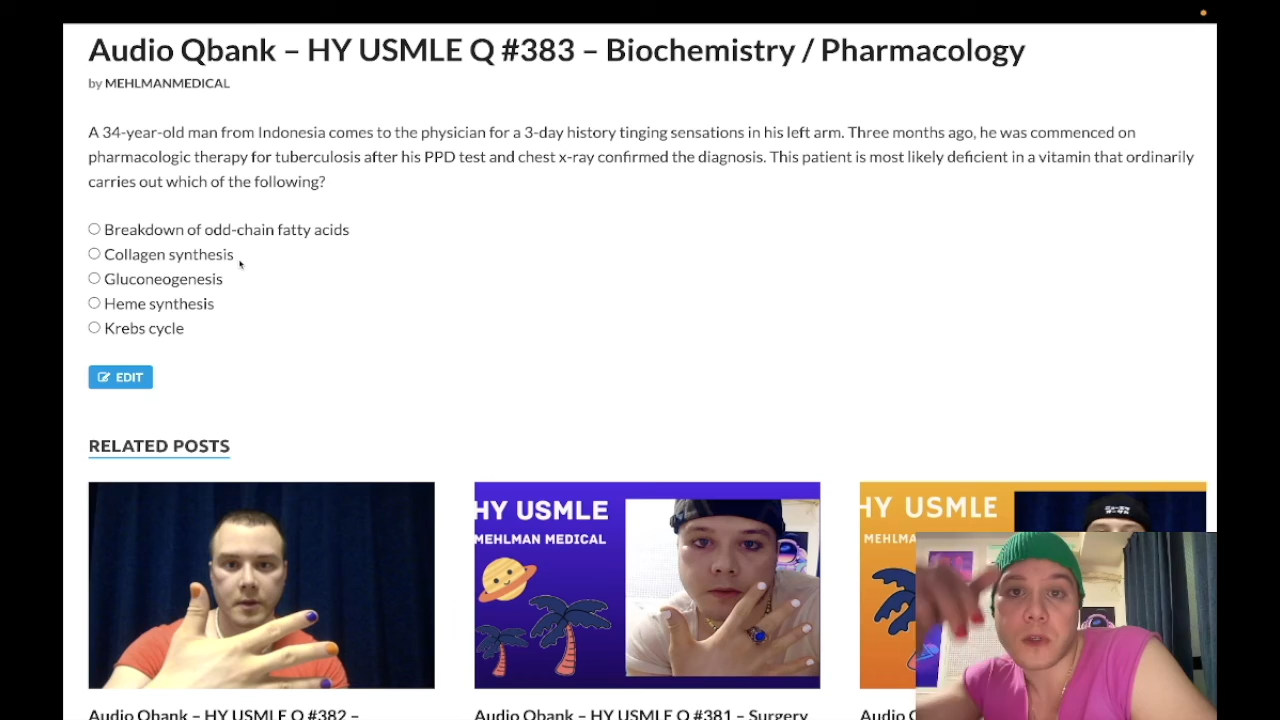 Audio Qbank – HY USMLE Q #383 – Biochemistry / Pharmacology
by MEHLMANMEDICAL
A 34-year-old man from Indonesia comes to the physician for a 3-day history tinging sensations in his left arm. Three months ago, he was commenced on
pharmacologic therapy for tuberculosis after his PPD test and chest x-ray confirmed the diagnosis. This patient is most likely deficient in a vitamin that ordinarily
carries out which of the following?
Breakdown of odd-chain fatty acids
Collagen synthesis
Gluconeogenesis
Heme synthesis
Krebs cycle
EDIT
RELATED POSTS
HY USMLE
MEHLMAN MEDICAL
HY USMLE
MEHLMA
Audio Qbank – HY USMLE Q #382 –
Audio Qbank – HY USMLE Q #381 – Surgery
Audio